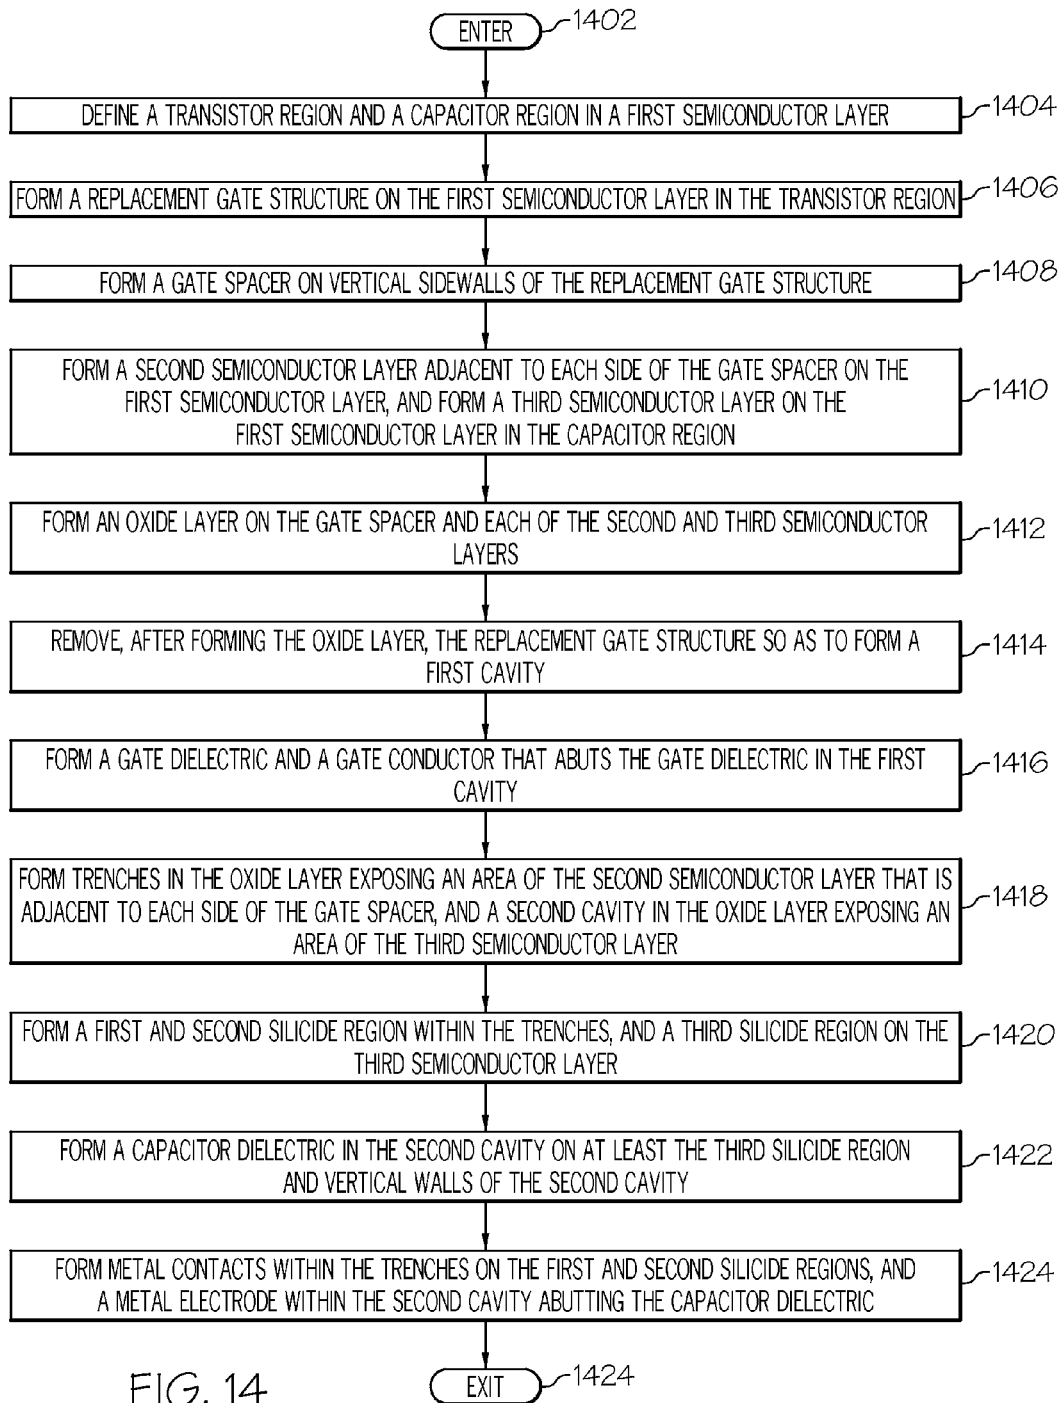 ENTER
1402
DEFINE A TRANSISTOR REGION AND A CAPACITOR REGION IN A FIRST SEMICONDUCTOR LAYER
1404
FORM A REPLACEMENT GATE STRUCTURE ON THE FIRST SEMICONDUCTOR LAYER IN THE TRANSISTOR REGION
1406
FORM A GATE SPACER ON VERTICAL SIDEWALLS OF THE REPLACEMENT GATE STRUCTURE
1408
FORM A SECOND SEMICONDUCTOR LAYER ADJACENT TO EACH SIDE OF THE GATE SPACER ON THE
FIRST SEMICONDUCTOR LAYER, AND FORM A THIRD SEMICONDUCTOR LAYER ON THE
FIRST SEMICONDUCTOR LAYER IN THE CAPACITOR REGION
1410
FORM AN OXIDE LAYER ON THE GATE SPACER AND EACH OF THE SECOND AND THIRD SEMICONDUCTOR
LAYERS
1412
REMOVE, AFTER FORMING THE OXIDE LAYER, THE REPLACEMENT GATE STRUCTURE SO AS TO FORM A
FIRST CAVITY
1414
FORM A GATE DIELECTRIC AND A GATE CONDUCTOR THAT ABUTS THE GATE DIELECTRIC IN THE FIRST
CAVITY
1416
FORM TRENCHES IN THE OXIDE LAYER EXPOSING AN AREA OF THE SECOND SEMICONDUCTOR LAYER THAT IS
ADJACENT TO EACH SIDE OF THE GATE SPACER, AND A SECOND CAVITY IN THE OXIDE LAYER EXPOSING AN
AREA OF THE THIRD SEMICONDUCTOR LAYER
1418
FORM A FIRST AND SECOND SILICIDE REGION WITHIN THE TRENCHES, AND A THIRD SILICIDE REGION ON THE
THIRD SEMICONDUCTOR LAYER
1420
FORM A CAPACITOR DIELECTRIC IN THE SECOND CAVITY ON AT LEAST THE THIRD SILICIDE REGION
AND VERTICAL WALLS OF THE SECOND CAVITY
1422
FORM METAL CONTACTS WITHIN THE TRENCHES ON THE FIRST AND SECOND SILICIDE REGIONS, AND
A METAL ELECTRODE WITHIN THE SECOND CAVITY ABUTTING THE CAPACITOR DIELECTRIC
1424
EXIT
1424
FIG. 14